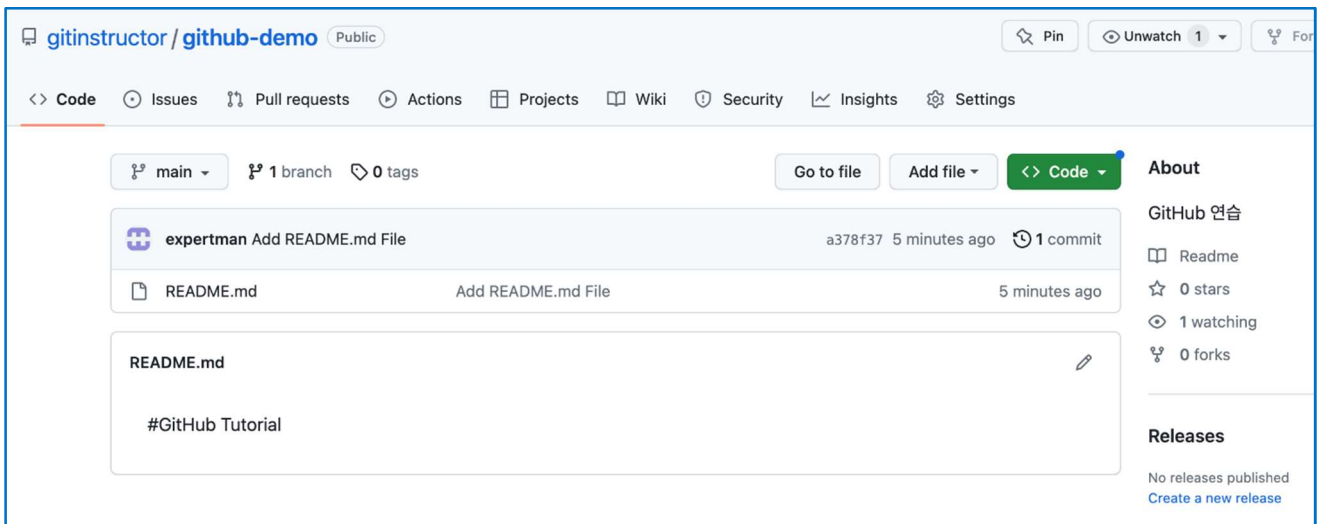 gitinstructor / github-demo Public Pin Unwatch 1
Code Issues Pull requests Actions Projects Wiki Security Insights Settings
main 1 branch 0 tags Go to file Add file Code
About
GitHub 연습
expertman Add README.md File a378f37 5 minutes ago 1 commit
README.md Add README.md File 5 minutes ago
Readme
0 stars
1 watching
0 forks
README.md
#GitHub Tutorial
Releases
No releases published
Create a new release